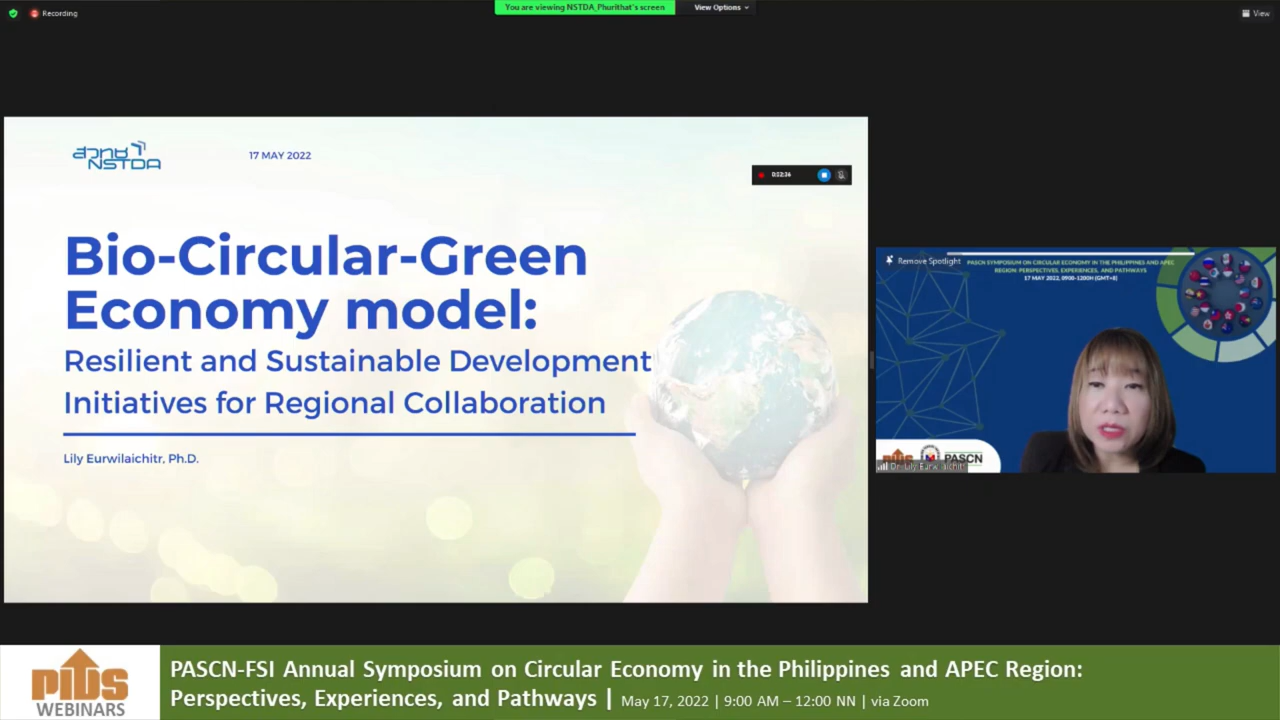 Recording
You are viewing NSTDA_Phurithat's screen
View Options
View
สวทช
NSTDA
17 MAY 2022
Bio-Circular-Green
Economy model:
Resilient and Sustainable Development
Initiatives for Regional Collaboration
Lily Eurwilaichitr, Ph.D.
Remove Spotlight
PASCN SYMPOSIUM ON CIRCULAR ECONOMY IN THE PHILIPPINES AND APEC
REGION: PERSPECTIVES, EXPERIENCES, AND PATHWAYS
17 MAY 2022, 0900-1200H (GMT+8)
PASCN
Dr. Lily Eurwilaichitr
PIDS
WEBINARS
PASCN-FSI Annual Symposium on Circular Economy in the Philippines and APEC Region:
Perspectives, Experiences, and Pathways | May 17, 2022 | 9:00 AM – 12:00 NN | via Zoom